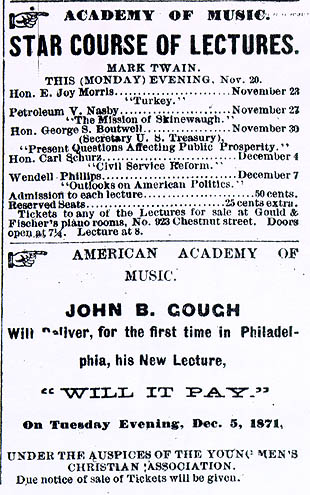 ACADEMY OF MUSIC.
STAR COURSE OF LECTURES.
MARK TWAIN.
THIS (MONDAY) EVENING, Nov. 20.
Hon. E. Joy Morris....................November 23
"Turkey."
Petroleum V. Nasby....................November 27
"The Mission of Skinewaugh."
Hon. George S. Boutwell...............November 30
(Secretary U. S. Treasury),
"Present Questions Affecting Public Prosperity."
Hon. Carl Schurz......................December 4
"Civil Service Reform."
Wendell Phillips......................December 7
"Outlooks on American Politics."
Admission to each lecture.............50 cents.
Reserved Seats........................25 cents extra.
Tickets to any of the Lectures for sale at Gould &
Fischer's piano rooms, No. 923 Chestnut street. Doors
open at 7¼. Lecture at 8.
AMERICAN ACADEMY OF
MUSIC.
JOHN B. GOUGH
Will Deliver, for the first time in Philadel-
phia, his New Lecture,
"WILL IT PAY."
On Tuesday Evening, Dec. 5, 1871,
UNDER THE AUSPICES OF THE YOUNG MEN'S
CHRISTIAN ASSOCIATION.
Due notice of sale of Tickets will be given.